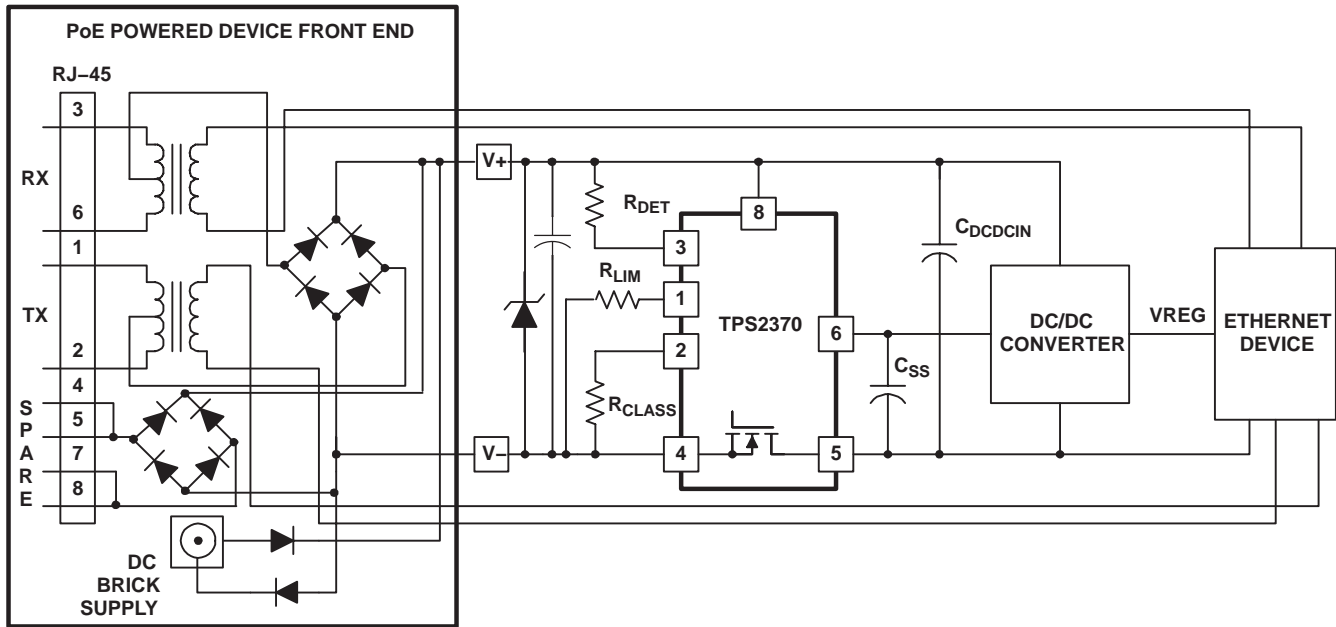 PoE POWERED DEVICE FRONT END
RJ−45
3
RX
6
1
TX
2
4
5
7
8
SPARE
DC
BRICK
SUPPLY
V+
V−
RDET
RLIM
RCLASS
3
1
2
4
8
TPS2370
6
5
CSS
CDCDCIN
DC/DC
CONVERTER
VREG
ETHERNET
DEVICE